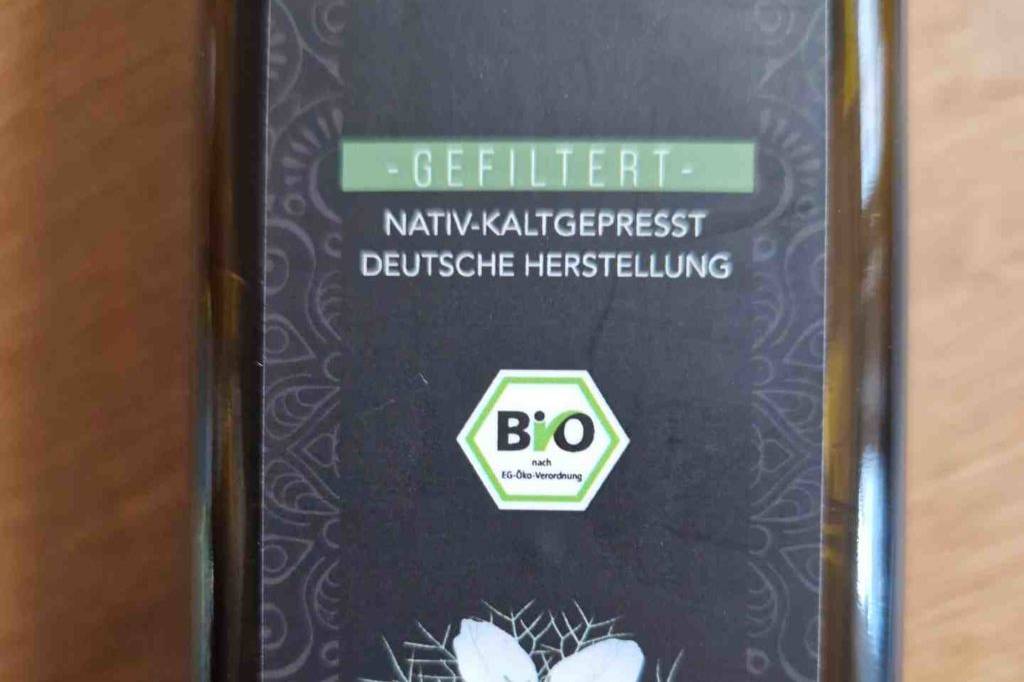 -GEFILTERT-
NATIV-KALTGEPRESST
DEUTSCHE HERSTELLUNG
BiO
nach
EG-Öko-Verordnung